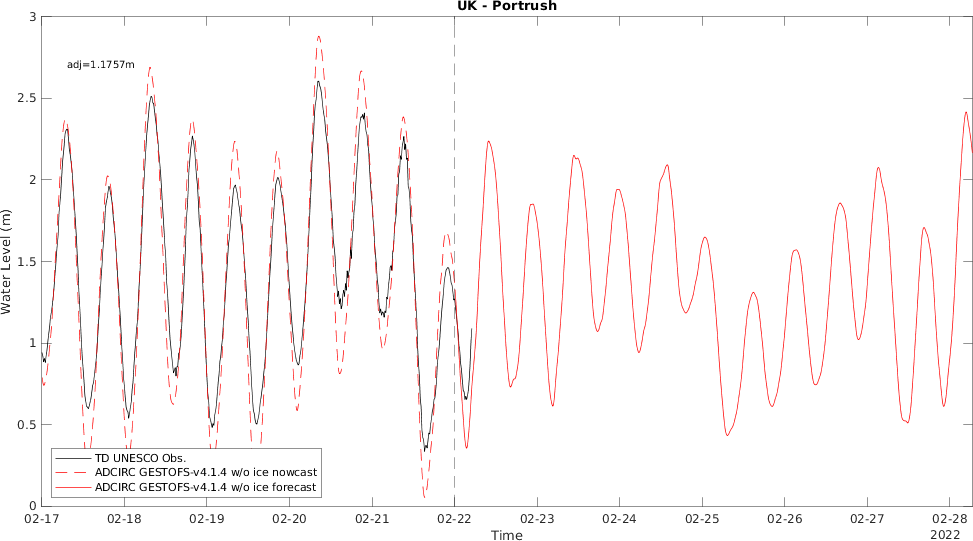 UK - Portrush
3
2.5
2
1.5
1
0.5
0
Water Level (m)
adj=1.1757m
TD UNESCO Obs.
ADCIRC GESTOFS-v4.1.4 w/o ice nowcast
ADCIRC GESTOFS-v4.1.4 w/o ice forecast
02-17 02-18 02-19 02-20 02-21 02-22 02-23 02-24 02-25 02-26 02-27 02-28
Time
2022